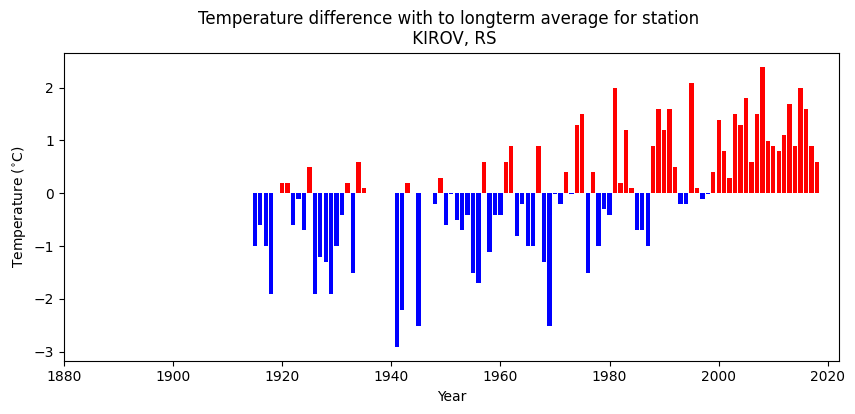 Temperature difference with to longterm average for station
KIROV, RS
Temperature (°C)
2
1
0
−1
−2
−3
1880 1900 1920 1940 1960 1980 2000 2020
Year